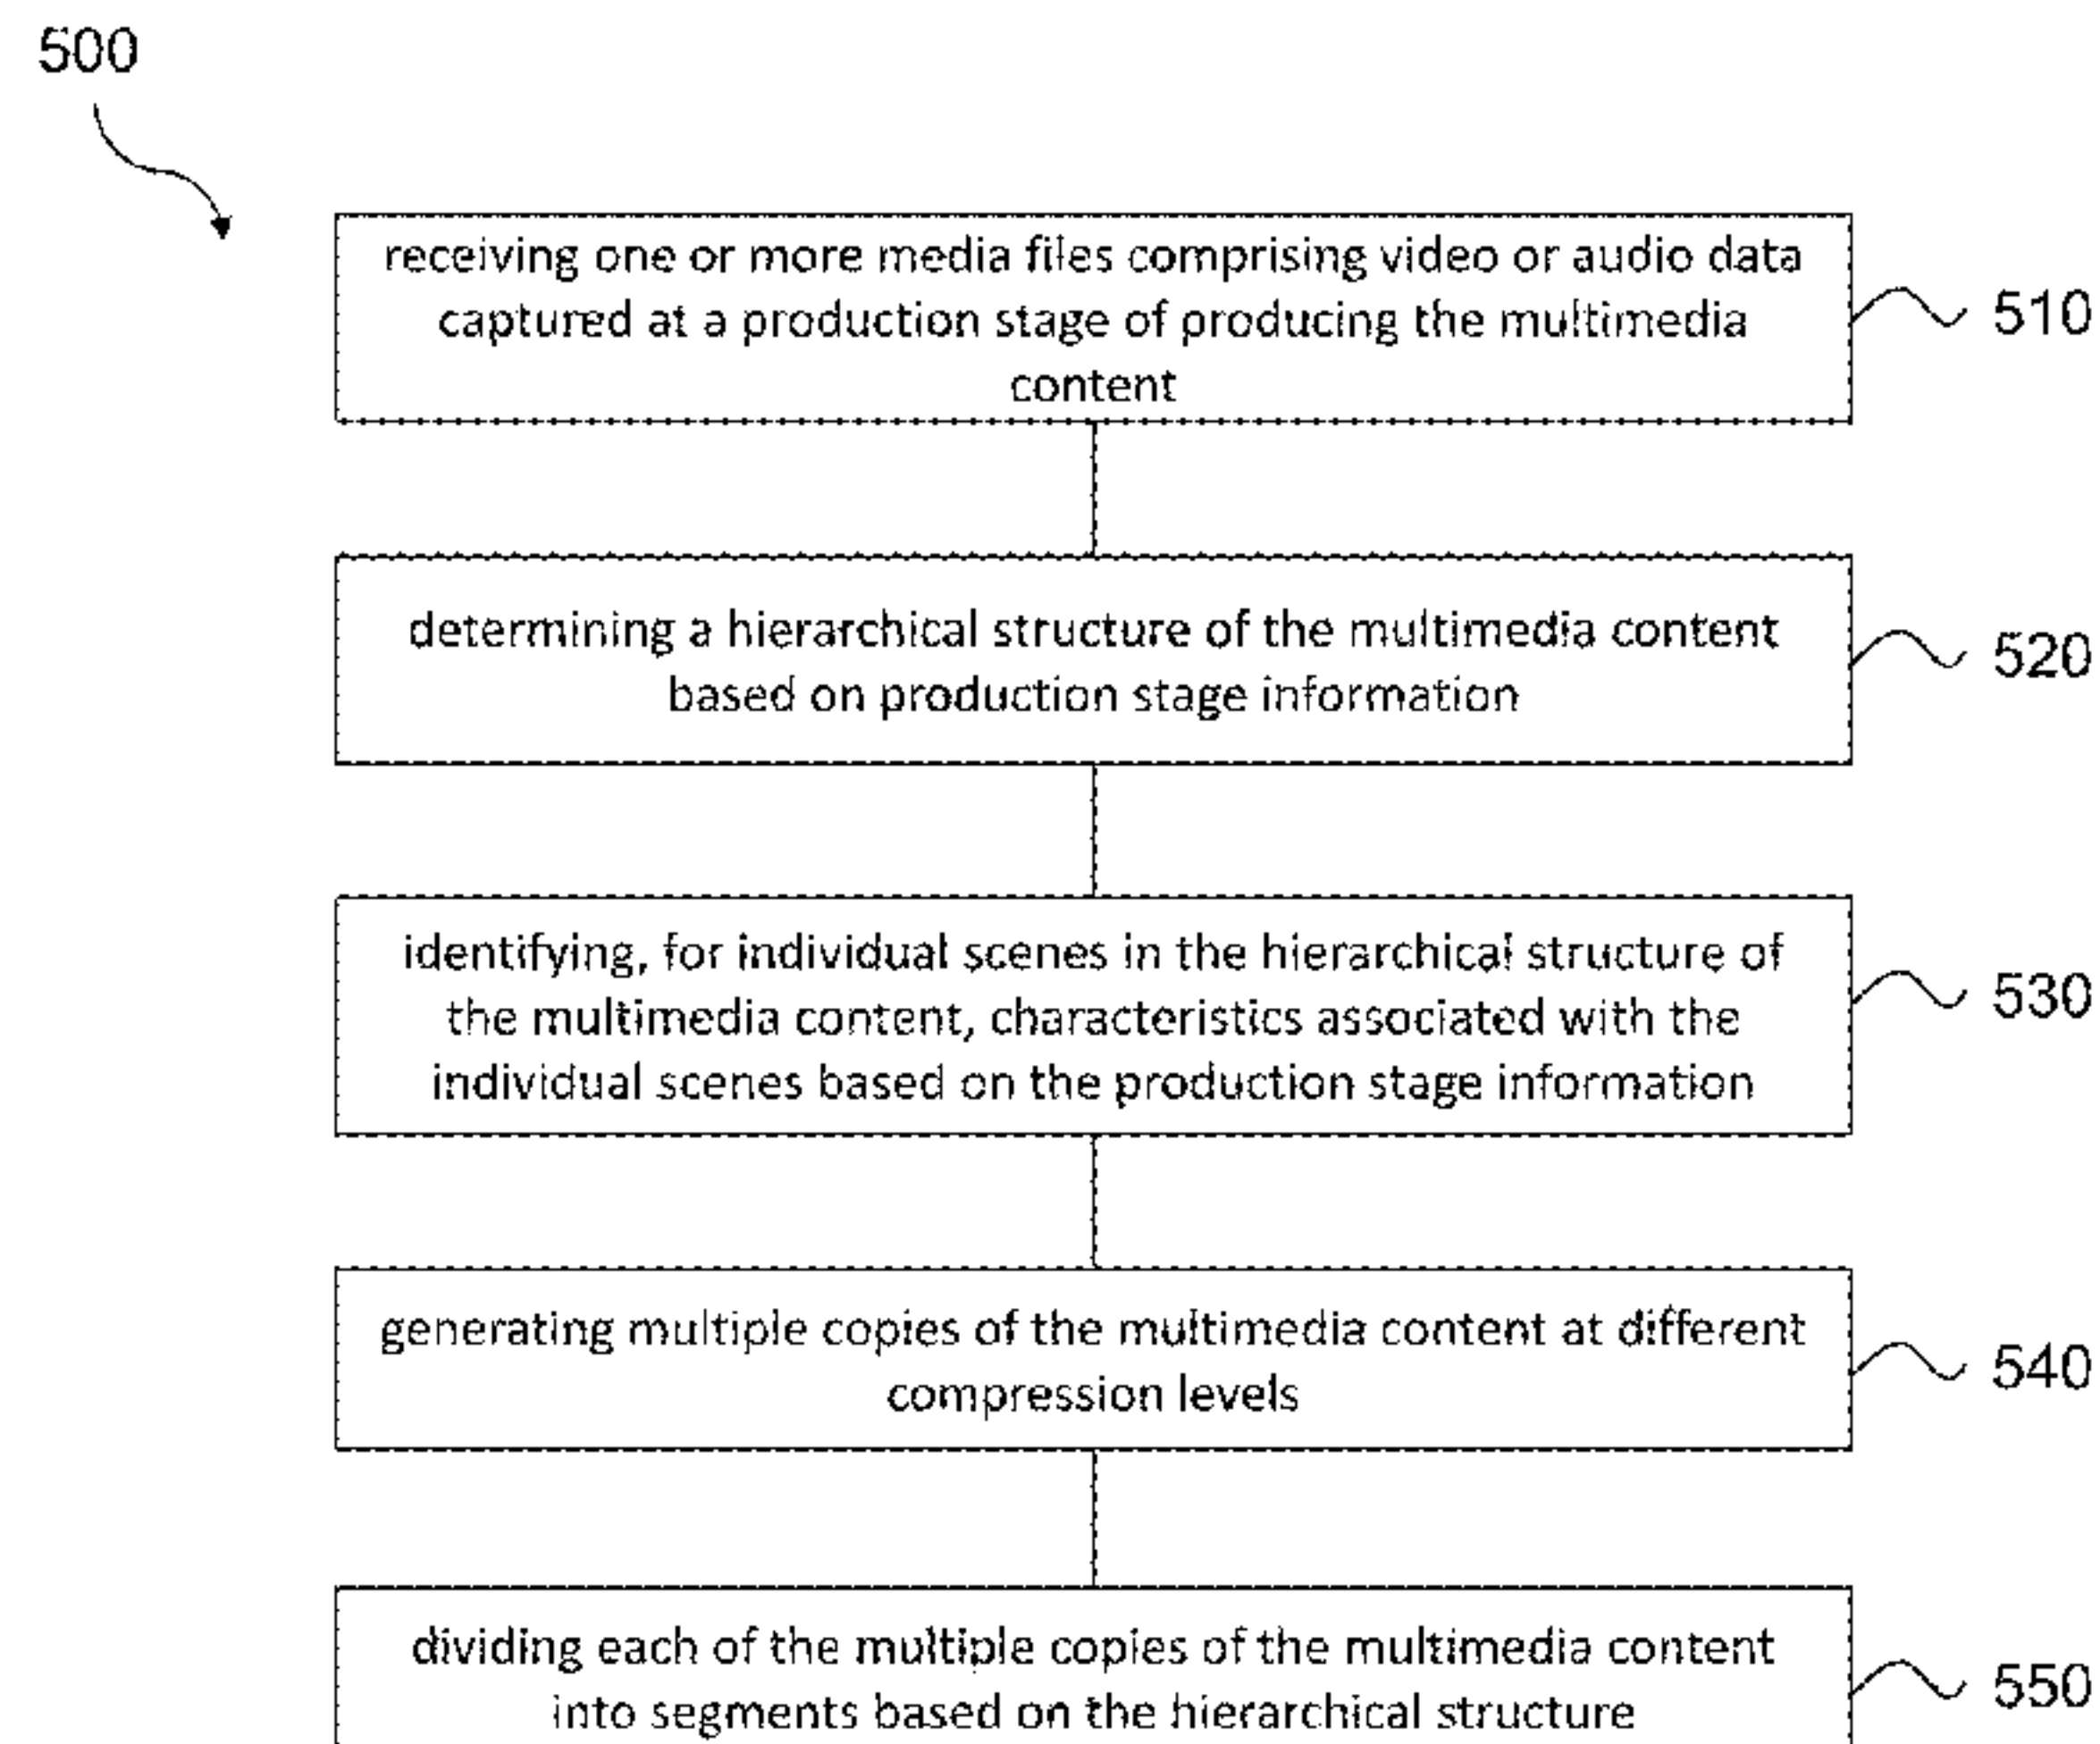 500
receiving one or more media files comprising video or audio data
captured at a production stage of producing the multimedia
content
510
determining a hierarchical structure of the multimedia content
based on production stage information
520
identifying, for individual scenes in the hierarchical structure of
the multimedia content, characteristics associated with the
individual scenes based on the production stage information
530
generating multiple copies of the multimedia content at different
compression levels
540
dividing each of the multiple copies of the multimedia content
into segments based on the hierarchical structure
550